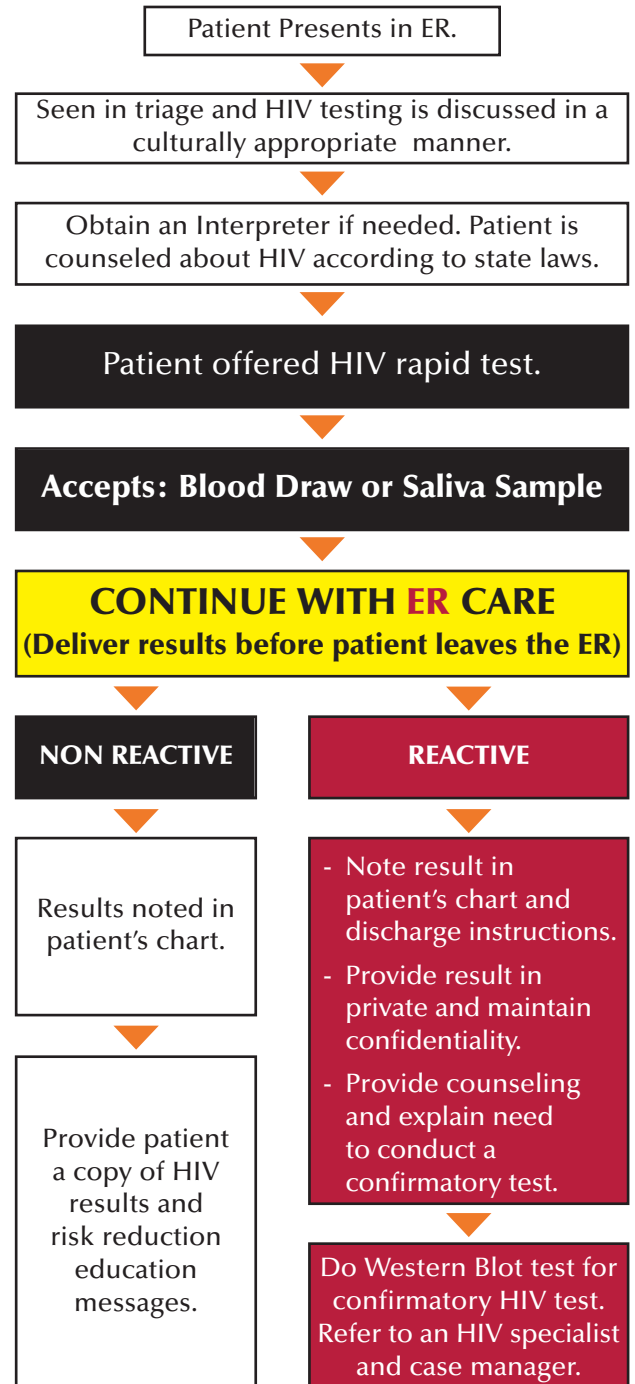 Patient Presents in ER.
Seen in triage and HIV testing is discussed in a
culturally appropriate manner.
Obtain an Interpreter if needed. Patient is
counseled about HIV according to state laws.
Patient offered HIV rapid test.
Accepts: Blood Draw or Saliva Sample
CONTINUE WITH ER CARE
(Deliver results before patient leaves the ER)
NON REACTIVE
Results noted in
patient's chart.
Provide patient
a copy of HIV
results and
risk reduction
education
messages.
REACTIVE
- Note result in
patient's chart and
discharge instructions.
- Provide result in
private and maintain
confidentiality.
- Provide counseling
and explain need
to conduct a
confirmatory test.
Do Western Blot test for
confirmatory HIV test.
Refer to an HIV specialist
and case manager.